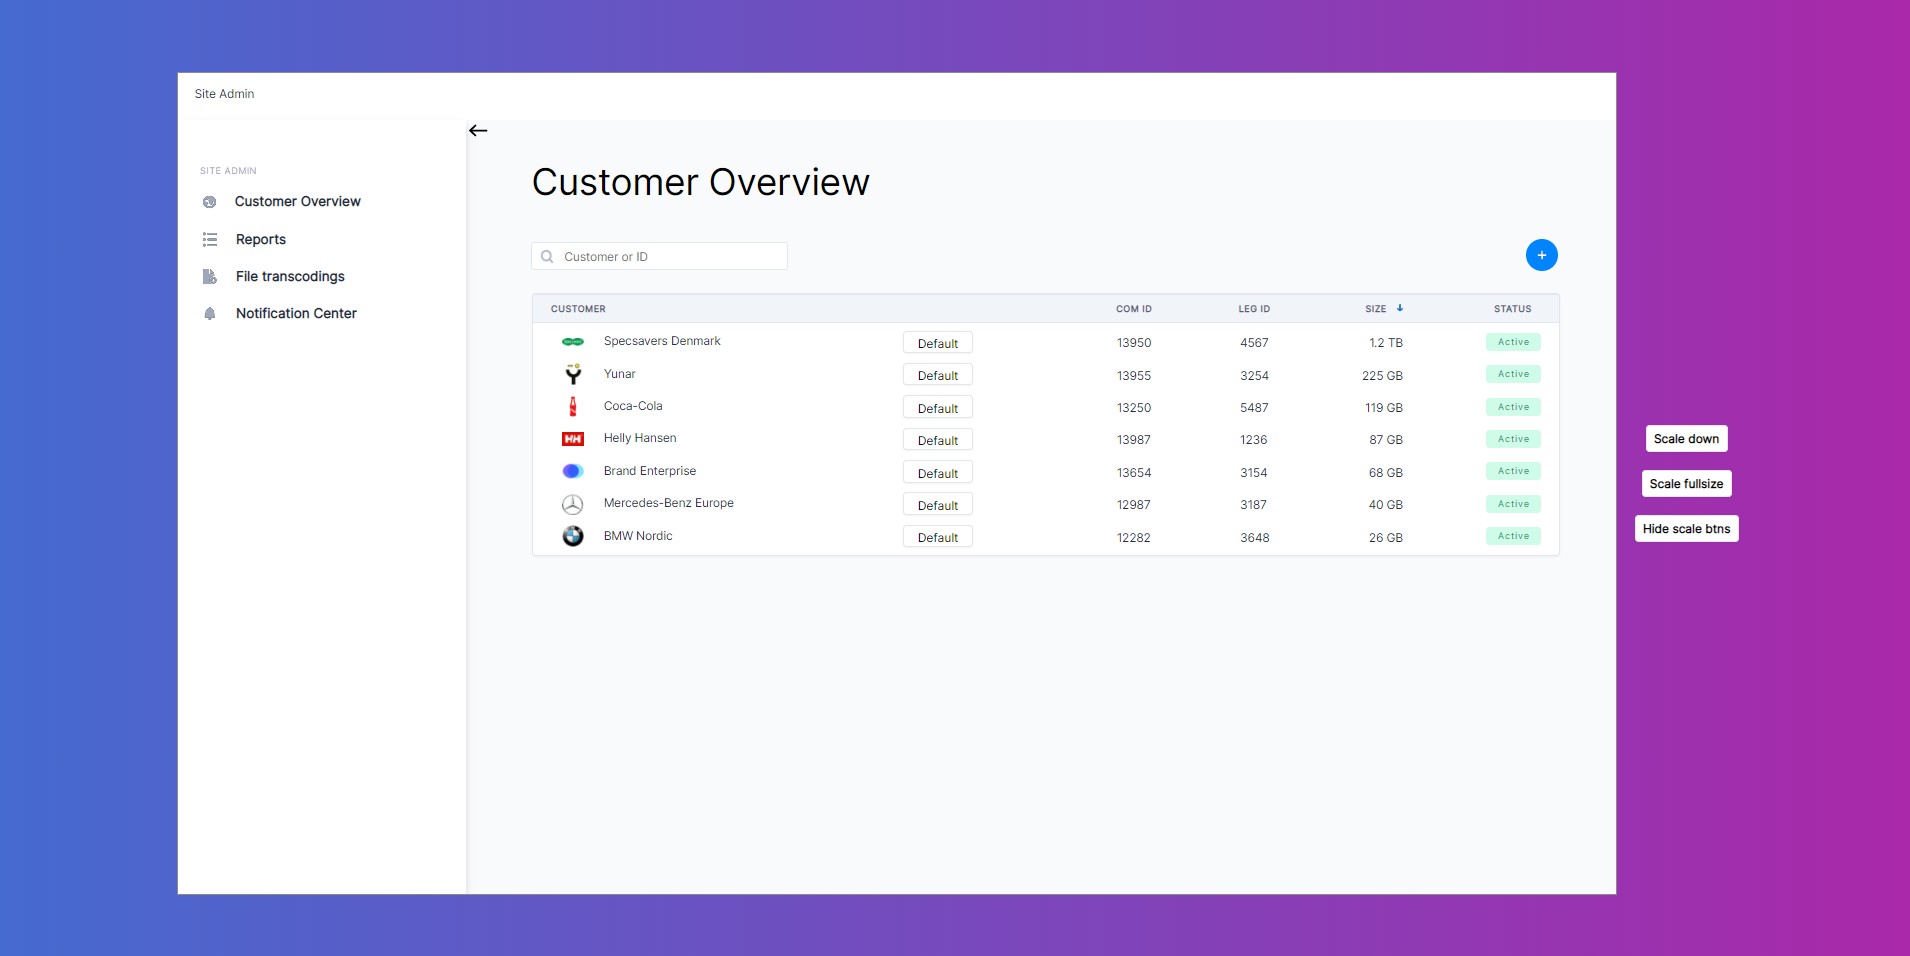 Site Admin
SITE ADMIN
Customer Overview
Reports
File transcodings
Notification Center
Customer Overview
Customer or ID
+
CUSTOMER COM ID LEG ID SIZE STATUS
Specsavers Denmark Default 13950 4567 1.2 TB Active
Yunar Default 13955 3254 225 GB Active
Coca-Cola Default 13250 5487 119 GB Active
HH Helly Hansen Default 13987 1236 87 GB Active
Brand Enterprise Default 13654 3154 68 GB Active
Mercedes-Benz Europe Default 12987 3187 40 GB Active
BMW Nordic Default 12282 3648 26 GB Active
Scale down
Scale fullsize
Hide scale btns